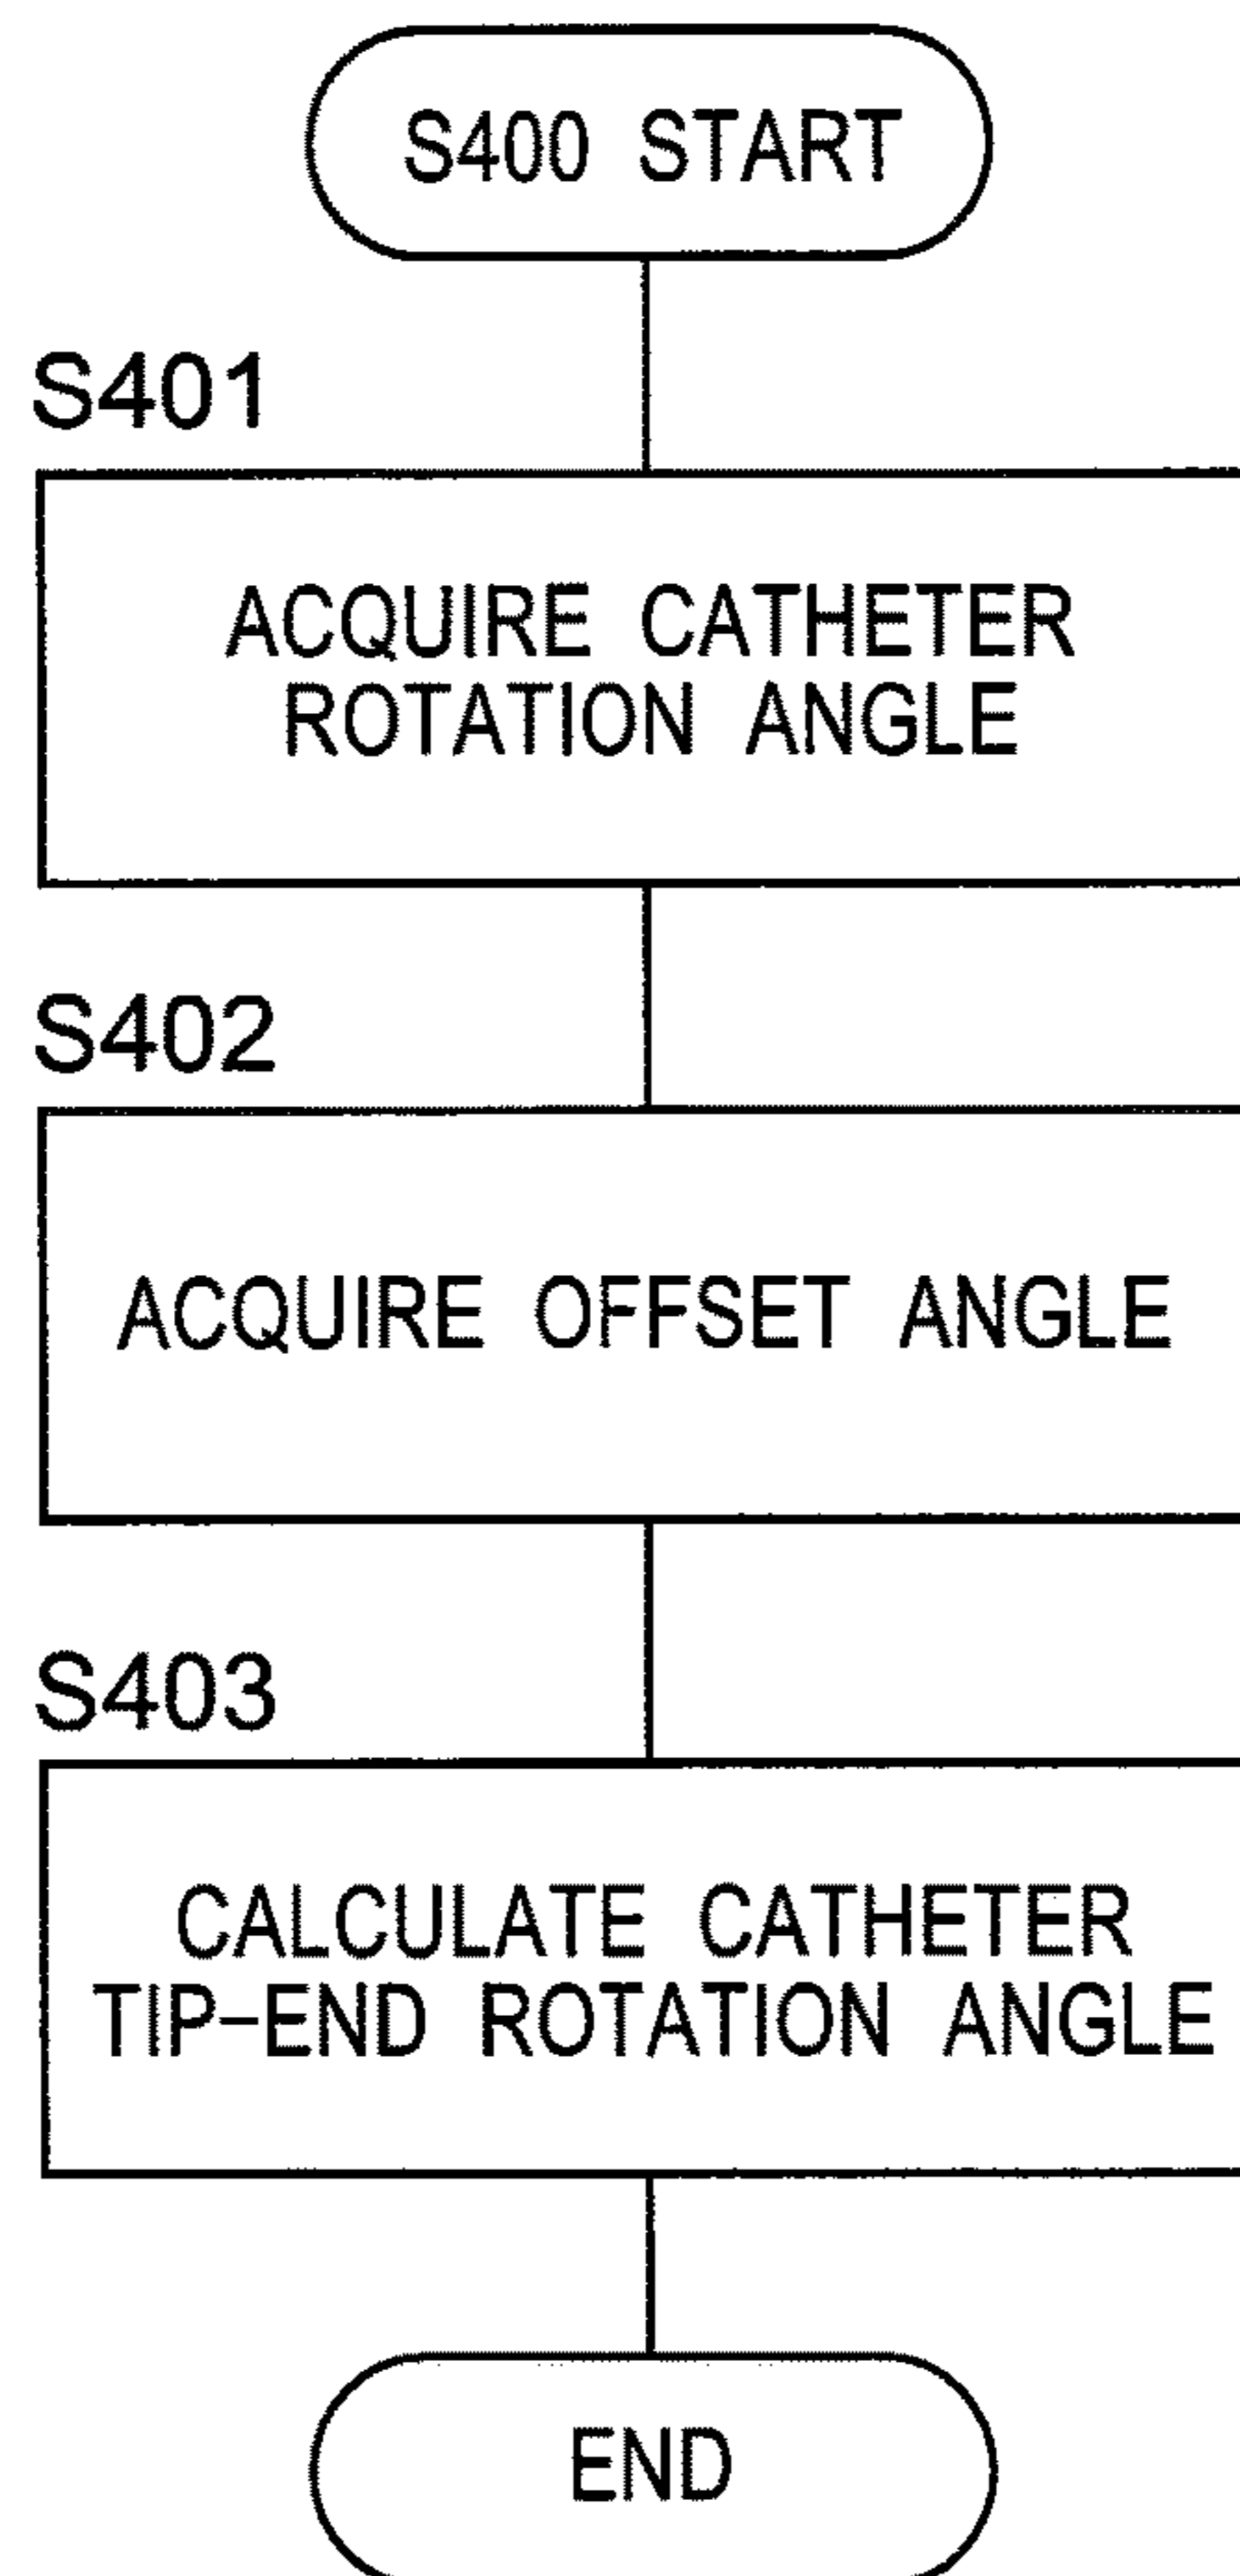 S400 START
S401
ACQUIRE CATHETER
ROTATION ANGLE
S402
ACQUIRE OFFSET ANGLE
S403
CALCULATE CATHETER
TIP-END ROTATION ANGLE
END